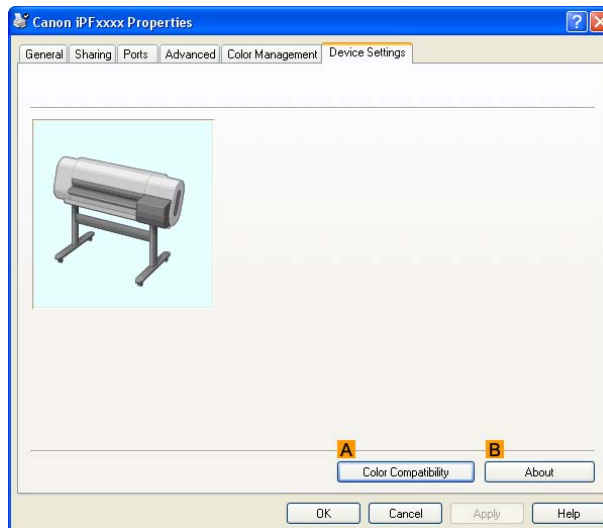 Canon iPFxxxx Properties
General Sharing Ports Advanced Color Management Device Settings
A B
Color Compatibility About
OK Cancel Apply Help